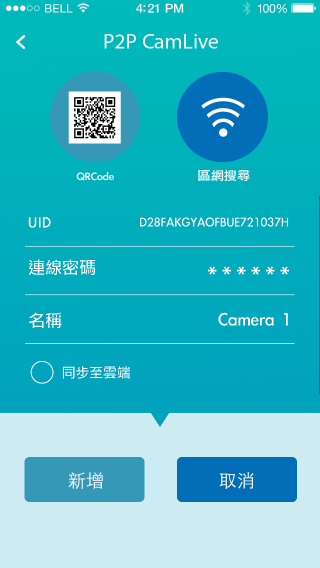 BELL 4:21 PM 100%
P2P CamLive
QRCode 區網搜尋
UID D28FAKGYAOFBUE721037H
連線密碼 ******
名稱 Camera 1
同步至雲端
新增 取消